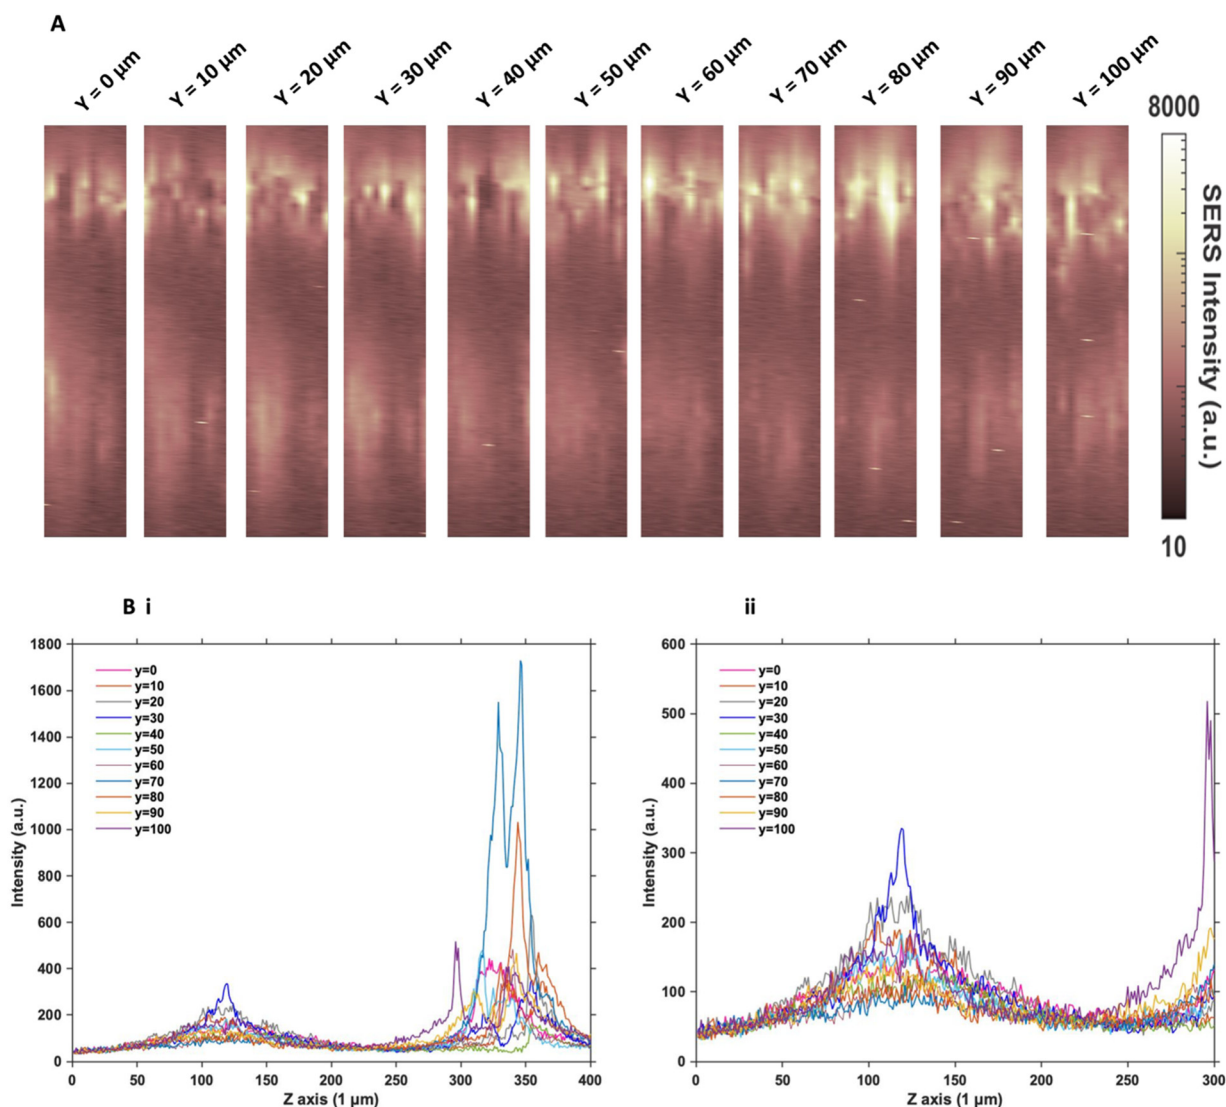 A
Y = 0 µm
Y = 10 µm
Y = 20 µm
Y = 30 µm
Y = 40 µm
Y = 50 µm
Y = 60 µm
Y = 70 µm
Y = 80 µm
Y = 90 µm
Y = 100 µm
8000
SERS Intensity (a.u.)
10
B i
1800
1600
1400
1200
1000
800
600
400
200
0
Intensity (a.u.)
y=0
y=10
y=20
y=30
y=40
y=50
y=60
y=70
y=80
y=90
y=100
0 50 100 150 200 250 300 350 400
Z axis (1 µm)
ii
600
500
400
300
200
100
0
Intensity (a.u.)
y=0
y=10
y=20
y=30
y=40
y=50
y=60
y=70
y=80
y=90
y=100
0 50 100 150 200 250 300
Z axis (1 µm)